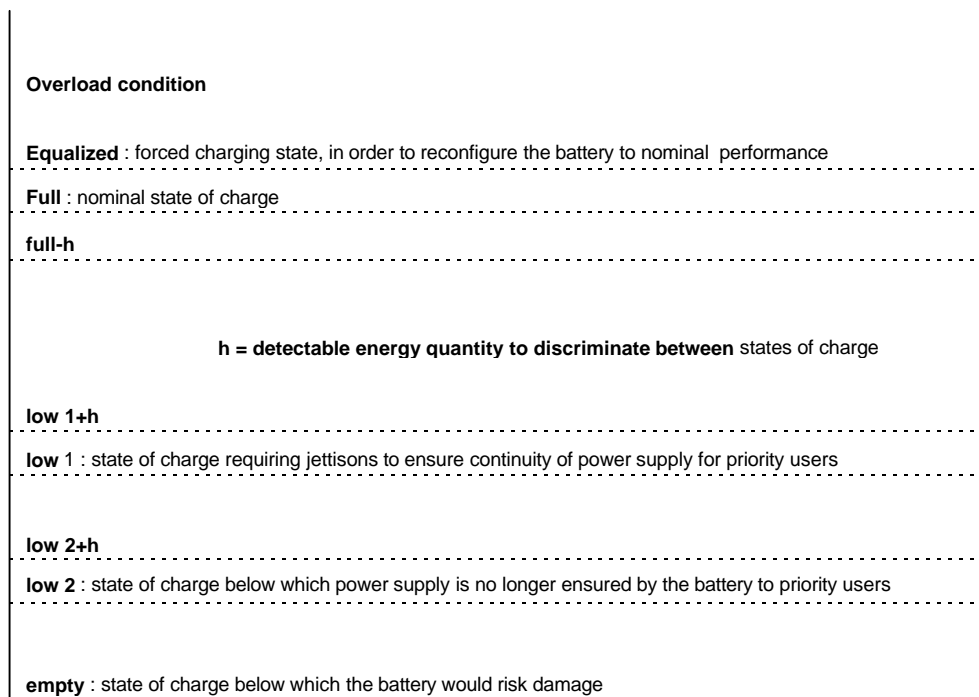 Overload condition
Equalized : forced charging state, in order to reconfigure the battery to nominal performance
Full : nominal state of charge
full-h
h = detectable energy quantity to discriminate between states of charge
low 1+h
low 1 : state of charge requiring jettisons to ensure continuity of power supply for priority users
low 2+h
low 2 : state of charge below which power supply is no longer ensured by the battery to priority users
empty : state of charge below which the battery would risk damage